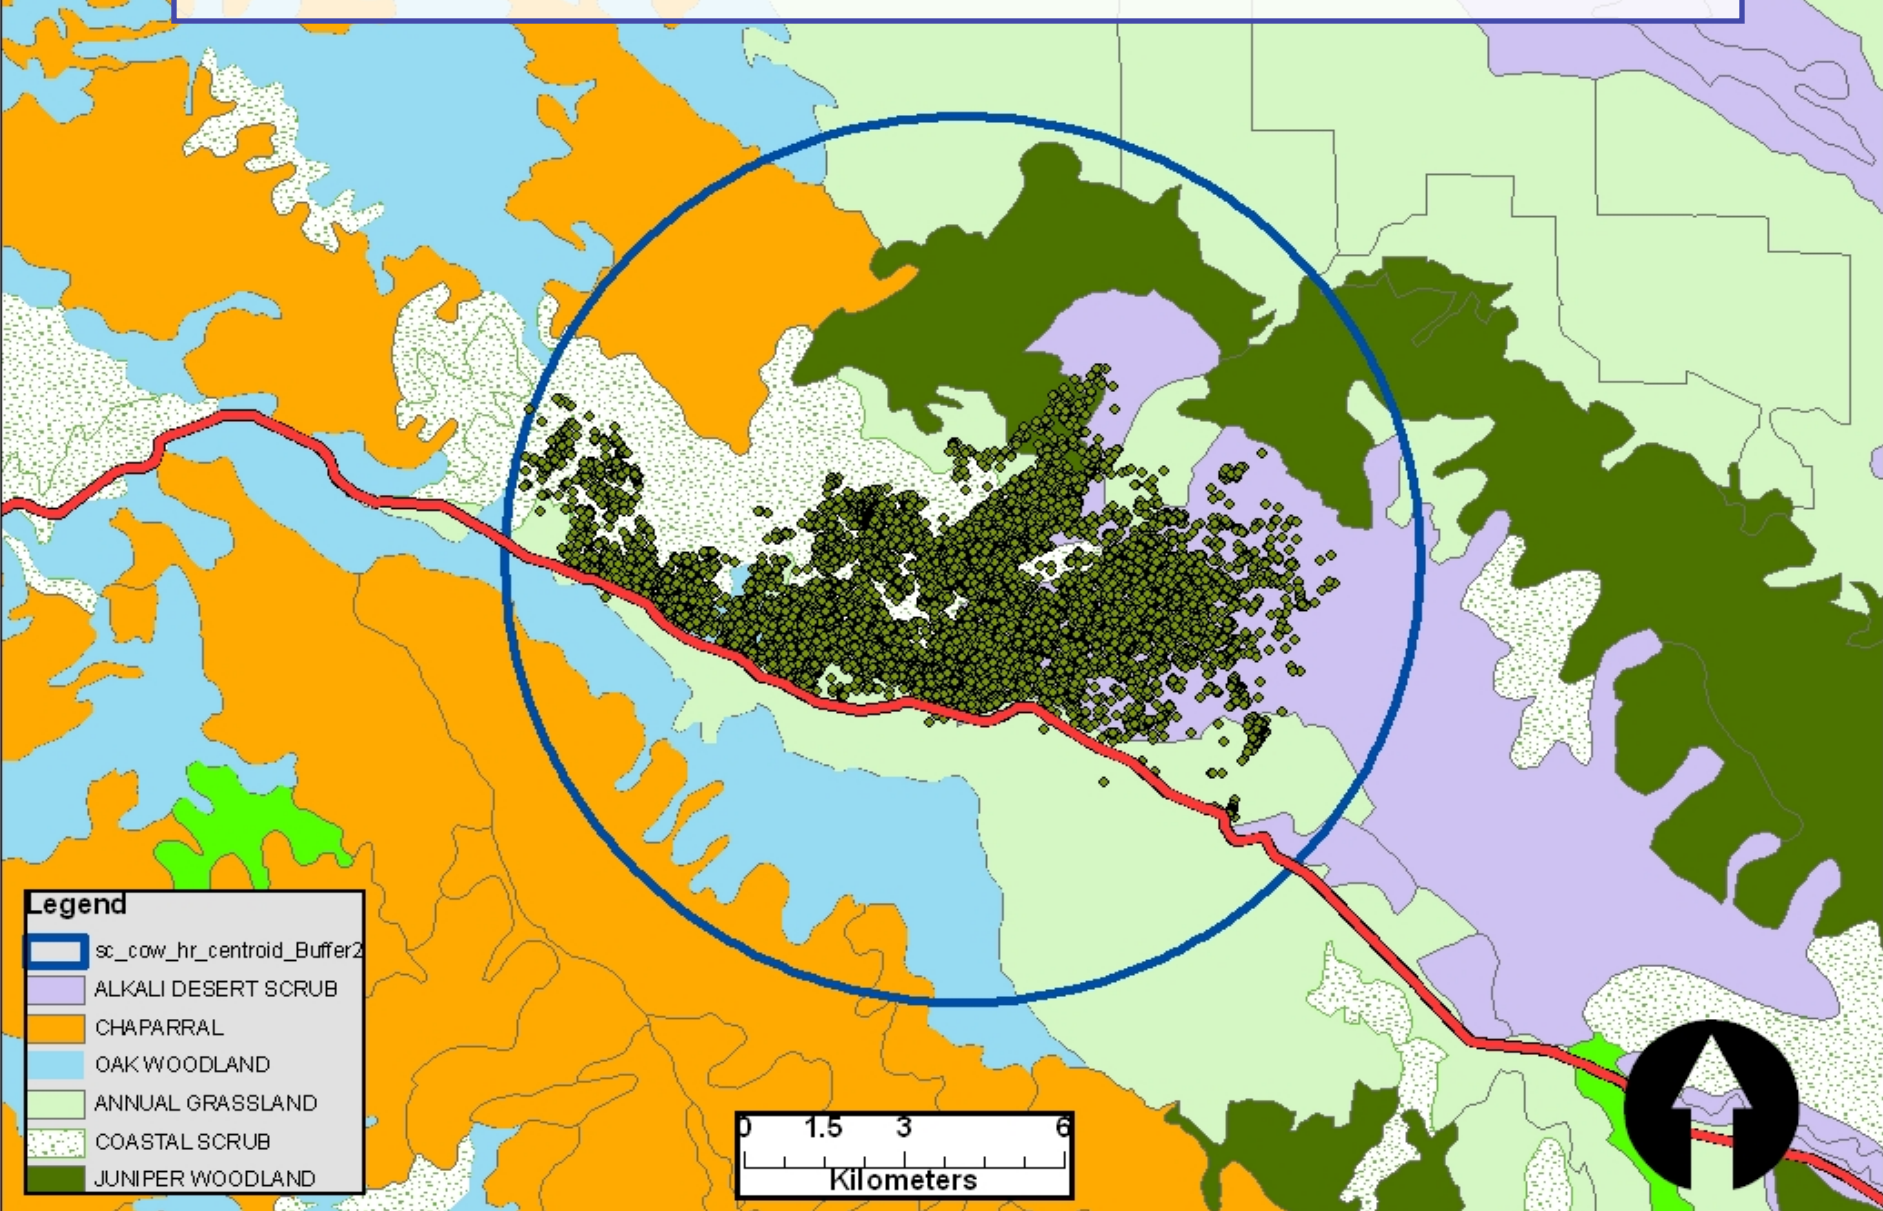 Legend
sc_cow_hr_centroid_Buffer2
ALKALI DESERT SCRUB
CHAPARRAL
OAK WOODLAND
ANNUAL GRASSLAND
COASTAL SCRUB
JUNIPER WOODLAND
0 1.5 3 6
Kilometers